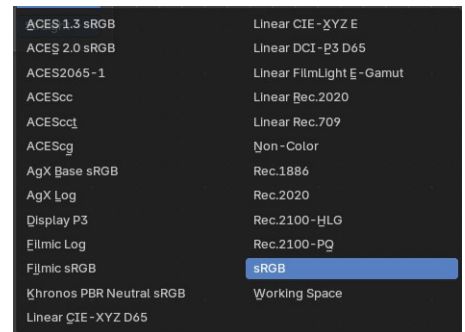 ACES 1.3 sRGB
ACES 2.0 sRGB
ACES2065-1
ACEScc
ACEScct
ACEScg
AgX Base sRGB
AgX Log
Display P3
Filmic Log
Filmic sRGB
Khronos PBR Neutral sRGB
Linear CIE-XYZ D65
Linear CIE-XYZ E
Linear DCI-P3 D65
Linear FilmLight E-Gamut
Linear Rec.2020
Linear Rec.709
Non-Color
Rec.1886
Rec.2020
Rec.2100-HLG
Rec.2100-PQ
sRGB
Working Space